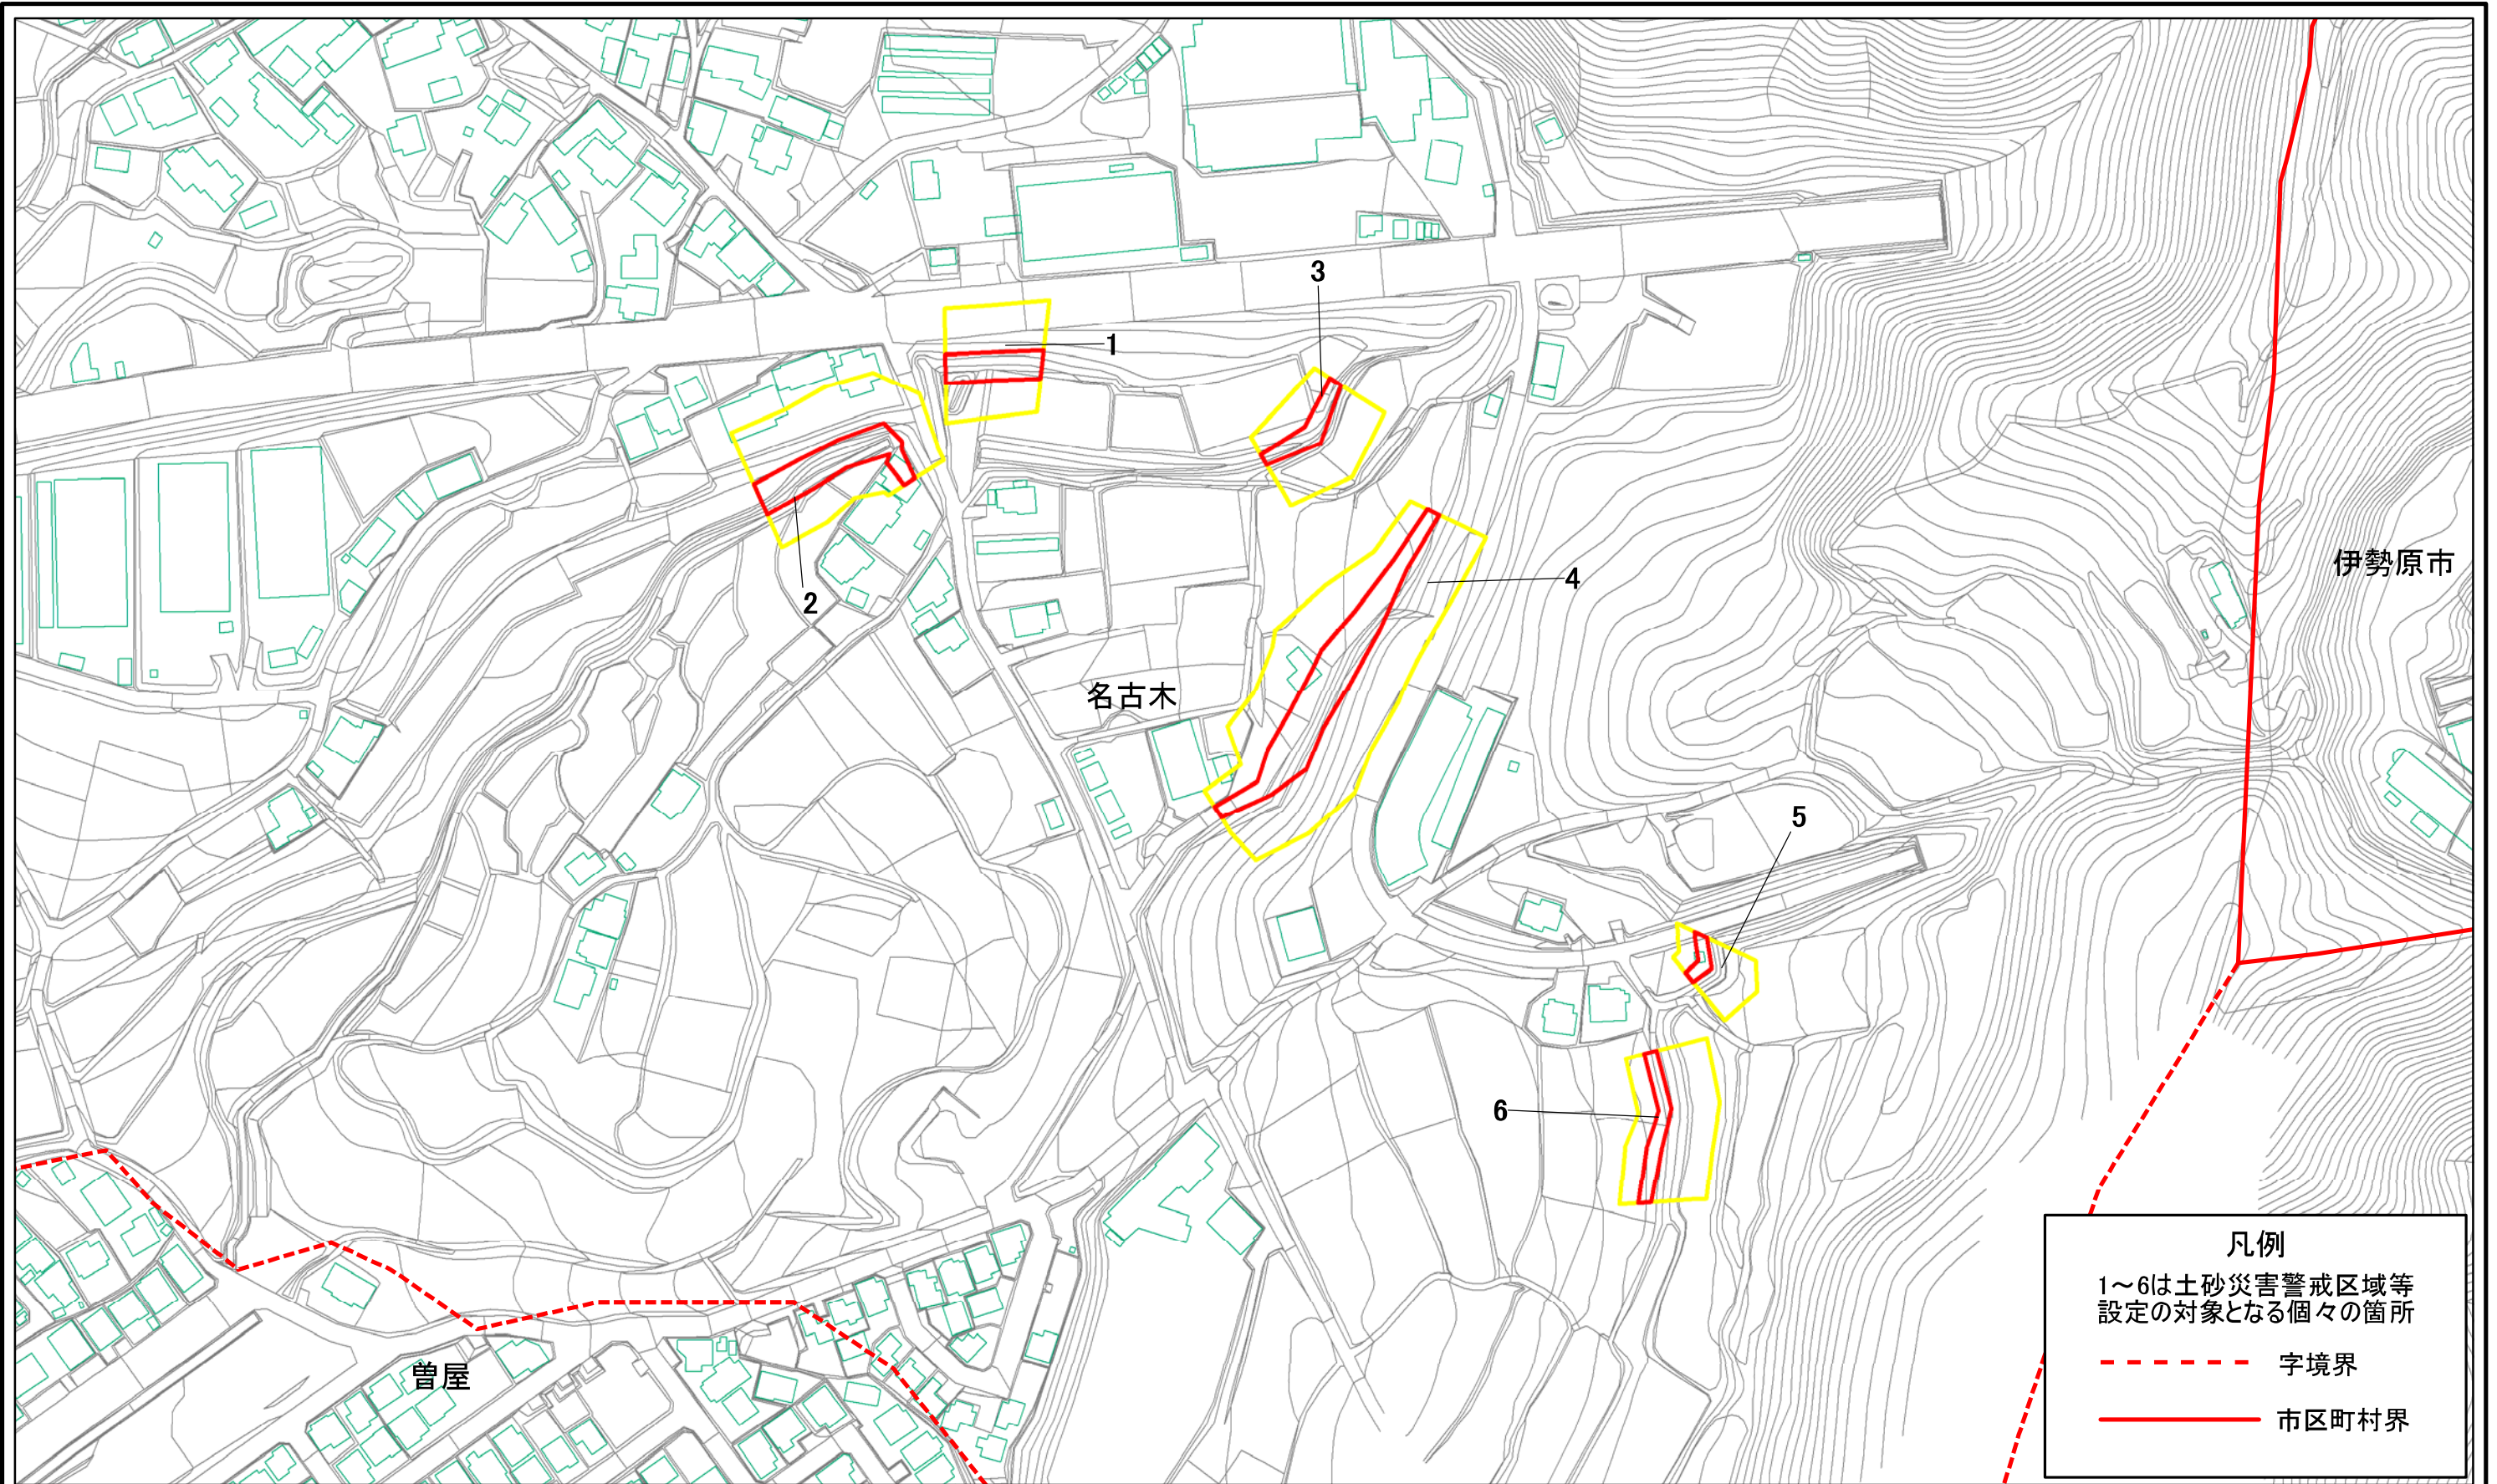 3
1
2
4
伊勢原市
名古木
5
6
曽屋
凡例
1～6は土砂災害警戒区域等
設定の対象となる個々の箇所
字境界
市区町村界